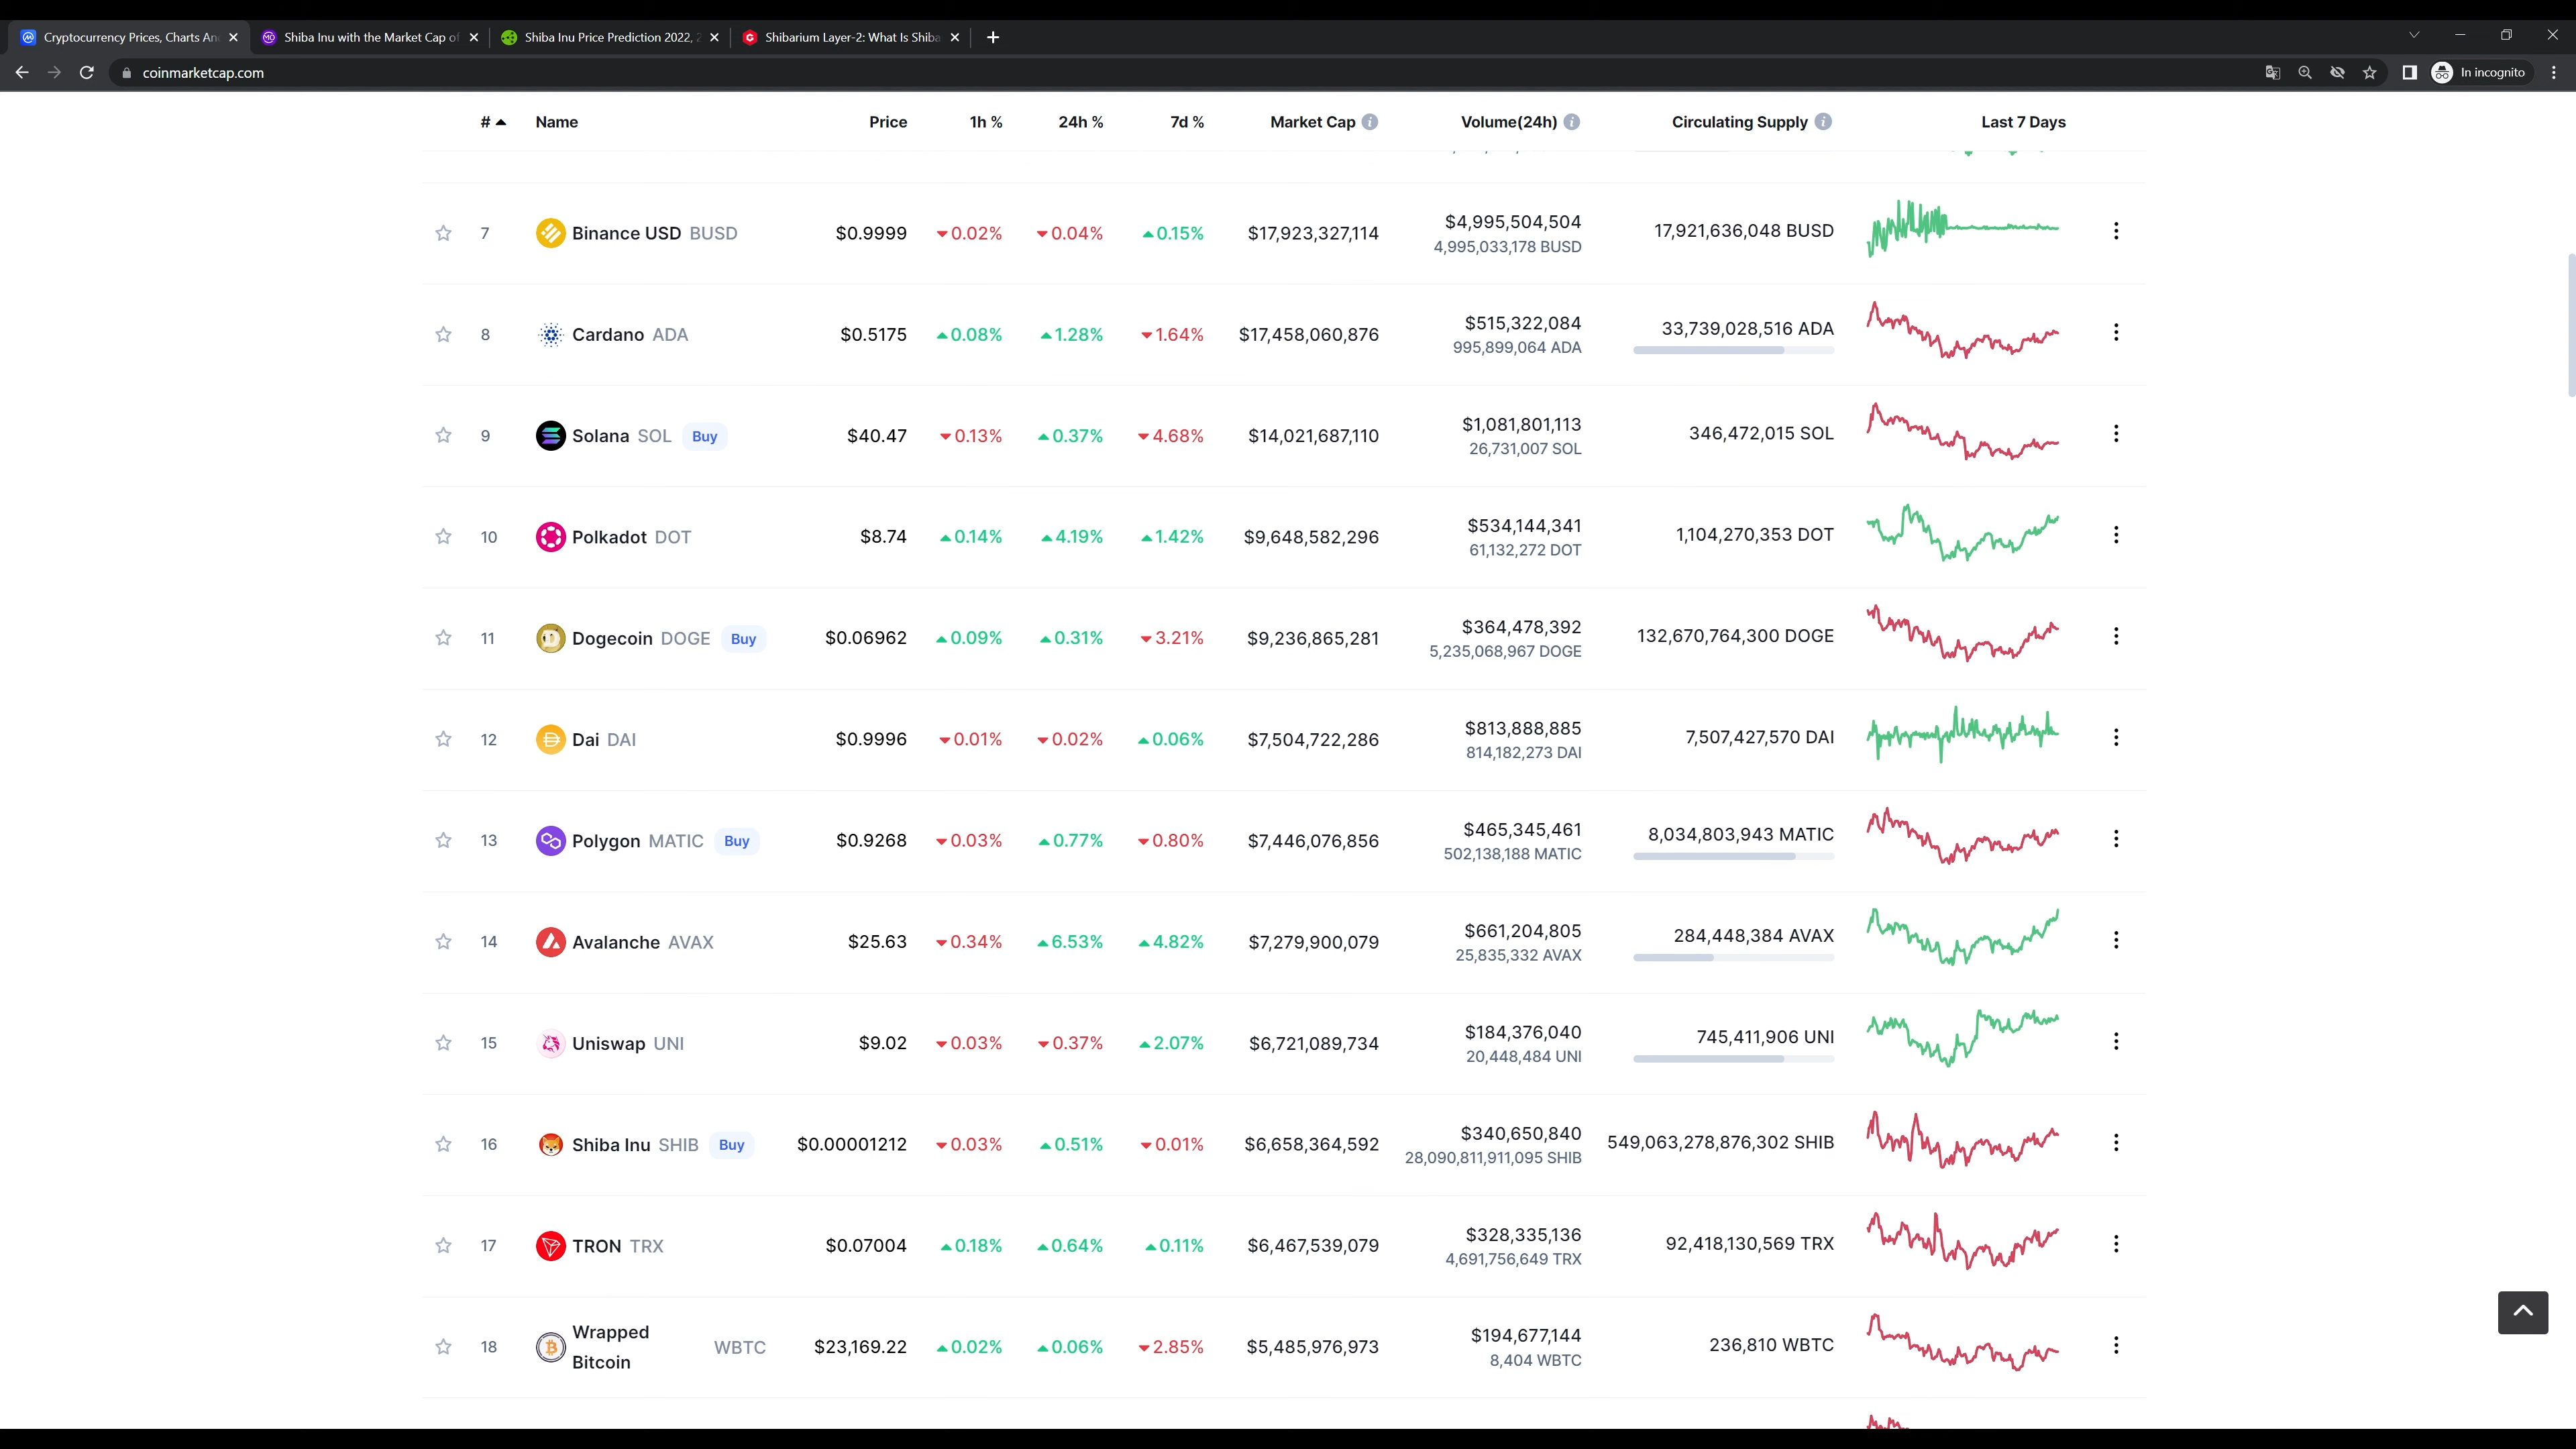 Cryptocurrency Prices, Charts An
Shiba Inu with the Market Cap of
Shiba Inu Price Prediction 2022, 2
Shibarium Layer-2: What Is Shiba
coinmarketcap.com
In incognito
# Name Price 1h % 24h % 7d % Market Cap Volume(24h) Circulating Supply Last 7 Days
7 Binance USD BUSD $0.9999 0.02% 0.04% 0.15% $17,923,327,114 $4,995,504,504 17,921,636,048 BUSD
4,995,033,178 BUSD
8 Cardano ADA $0.5175 0.08% 1.28% 1.64% $17,458,060,876 $515,322,084 33,739,028,516 ADA
995,899,064 ADA
9 Solana SOL Buy $40.47 0.13% 0.37% 4.68% $14,021,687,110 $1,081,801,113 346,472,015 SOL
26,731,007 SOL
10 Polkadot DOT $8.74 0.14% 4.19% 1.42% $9,648,582,296 $534,144,341 1,104,270,353 DOT
61,132,272 DOT
11 Dogecoin DOGE Buy $0.06962 0.09% 0.31% 3.21% $9,236,865,281 $364,478,392 132,670,764,300 DOGE
5,235,068,967 DOGE
12 Dai DAI $0.9996 0.01% 0.02% 0.06% $7,504,722,286 $813,888,885 7,507,427,570 DAI
814,182,273 DAI
13 Polygon MATIC Buy $0.9268 0.03% 0.77% 0.80% $7,446,076,856 $465,345,461 8,034,803,943 MATIC
502,138,188 MATIC
14 Avalanche AVAX $25.63 0.34% 6.53% 4.82% $7,279,900,079 $661,204,805 284,448,384 AVAX
25,835,332 AVAX
15 Uniswap UNI $9.02 0.03% 0.37% 2.07% $6,721,089,734 $184,376,040 745,411,906 UNI
20,448,484 UNI
16 Shiba Inu SHIB Buy $0.00001212 0.03% 0.51% 0.01% $6,658,364,592 $340,650,840 549,063,278,876,302 SHIB
28,090,811,911,095 SHIB
17 TRON TRX $0.07004 0.18% 0.64% 0.11% $6,467,539,079 $328,335,136 92,418,130,569 TRX
4,691,756,649 TRX
18 Wrapped Bitcoin WBTC $23,169.22 0.02% 0.06% 2.85% $5,485,976,973 $194,677,144 236,810 WBTC
8,404 WBTC